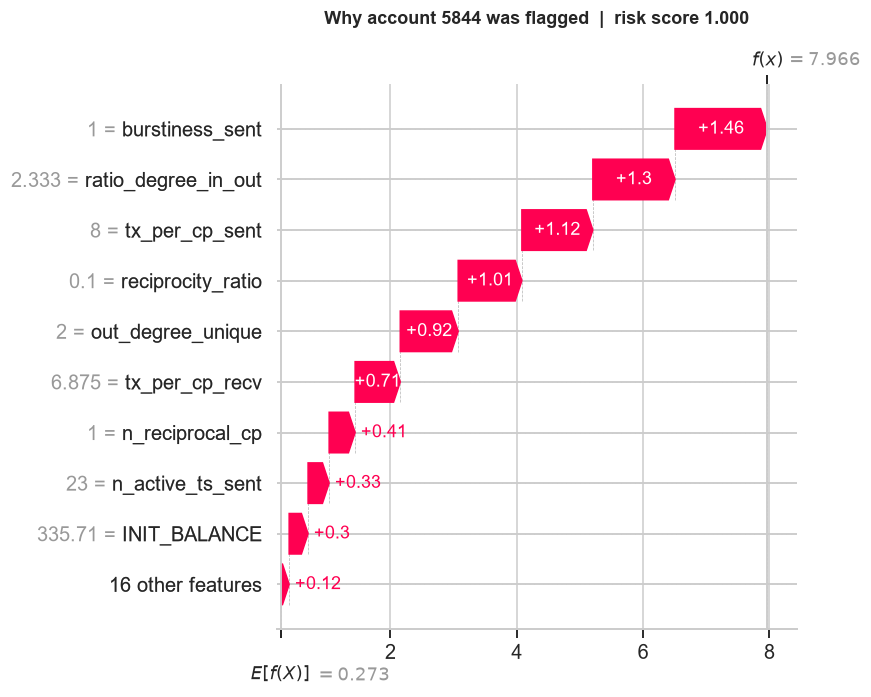 Why account 5844 was flagged | risk score 1.000
f(x) = 7.966
1 = burstiness_sent +1.46
2.333 = ratio_degree_in_out +1.3
8 = tx_per_cp_sent +1.12
0.1 = reciprocity_ratio +1.01
2 = out_degree_unique +0.92
6.875 = tx_per_cp_recv +0.71
1 = n_reciprocal_cp +0.41
23 = n_active_ts_sent +0.33
335.71 = INIT_BALANCE +0.3
16 other features +0.12
2 4 6 8
E[f(X)] = 0.273